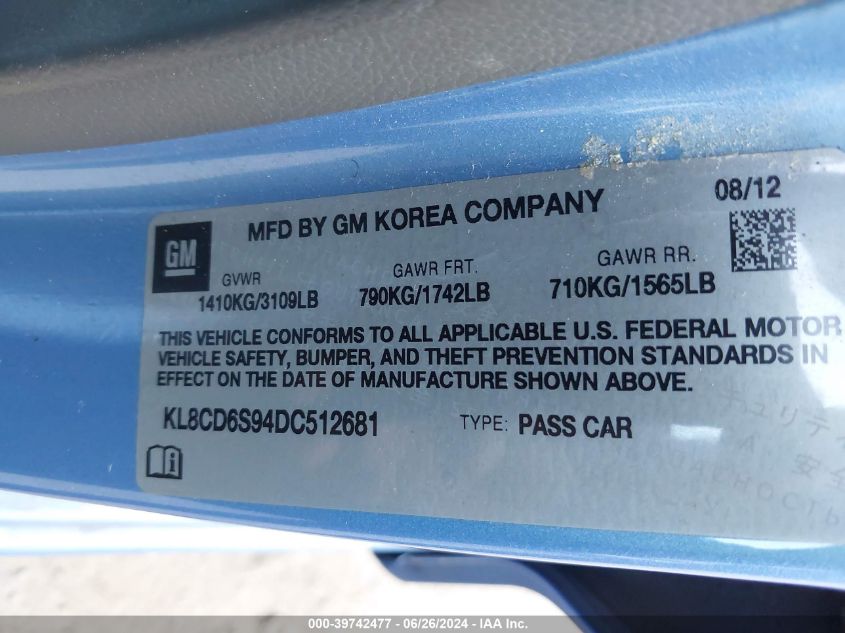 MFD BY GM KOREA COMPANY
08/12
GM
GVWR
GAWR FRT.
GAWR RR.
1410KG/3109LB
790KG/1742LB
710KG/1565LB
THIS VEHICLE CONFORMS TO ALL APPLICABLE U.S. FEDERAL MOTOR
VEHICLE SAFETY, BUMPER, AND THEFT PREVENTION STANDARDS IN
EFFECT ON THE DATE OF MANUFACTURE SHOWN ABOVE.
KL8CD6S94DC512681
TYPE: PASS CAR
000-39742477 - 06/26/2024 - IAA Inc.